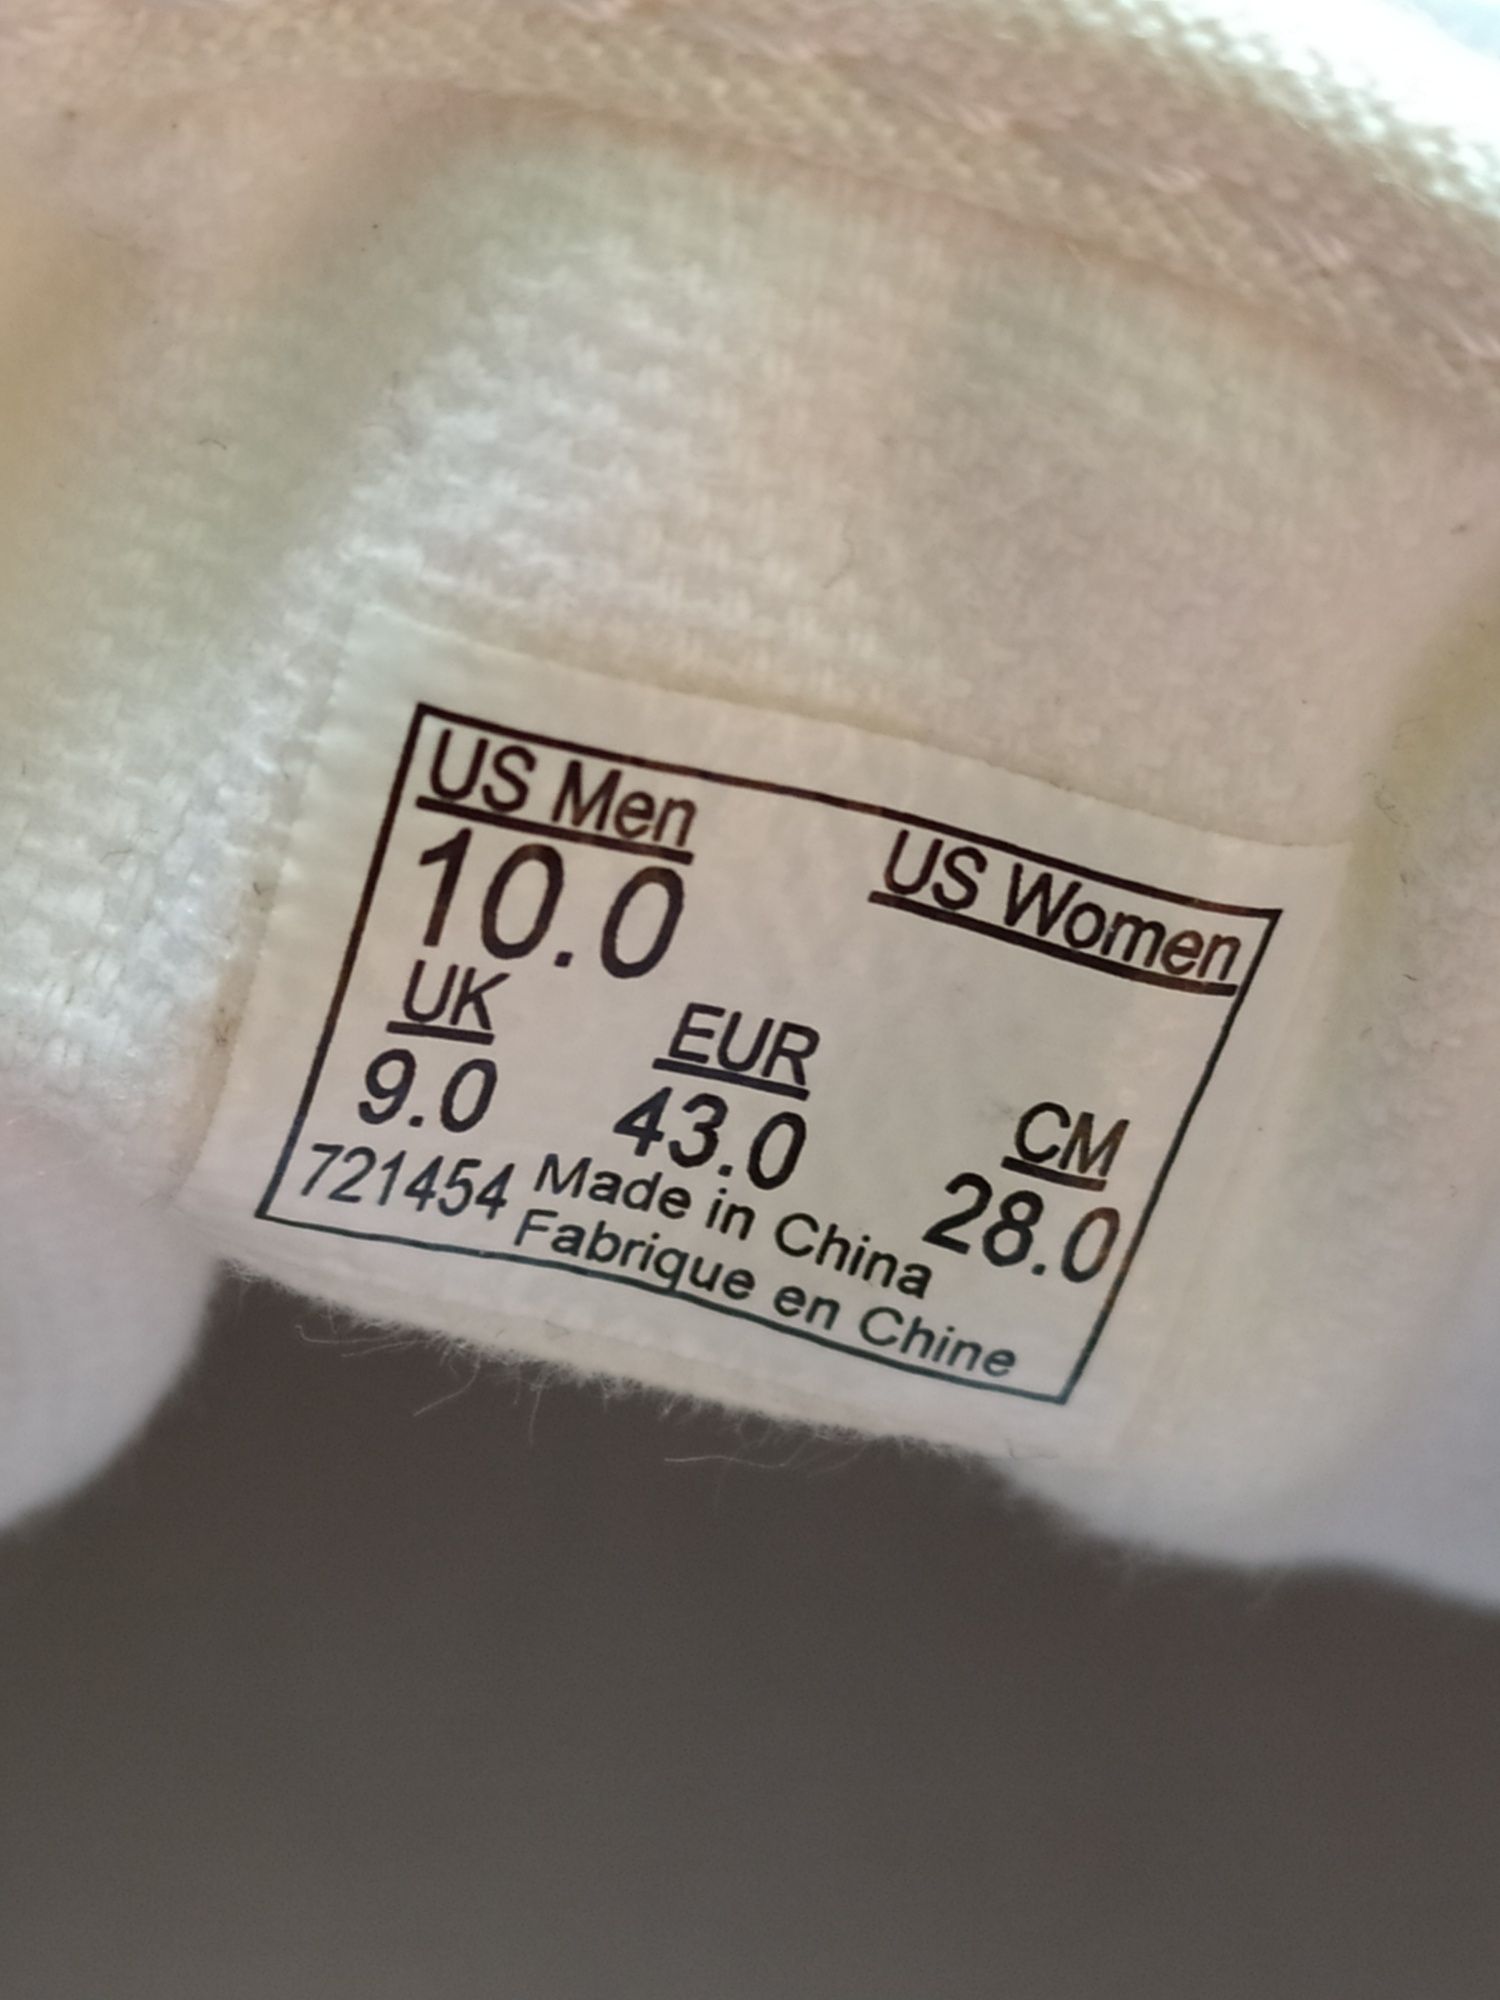 US Men US Women
10.0
UK EUR CM
9.0 43.0 28.0
721454 Made in China
Fabrique en Chine